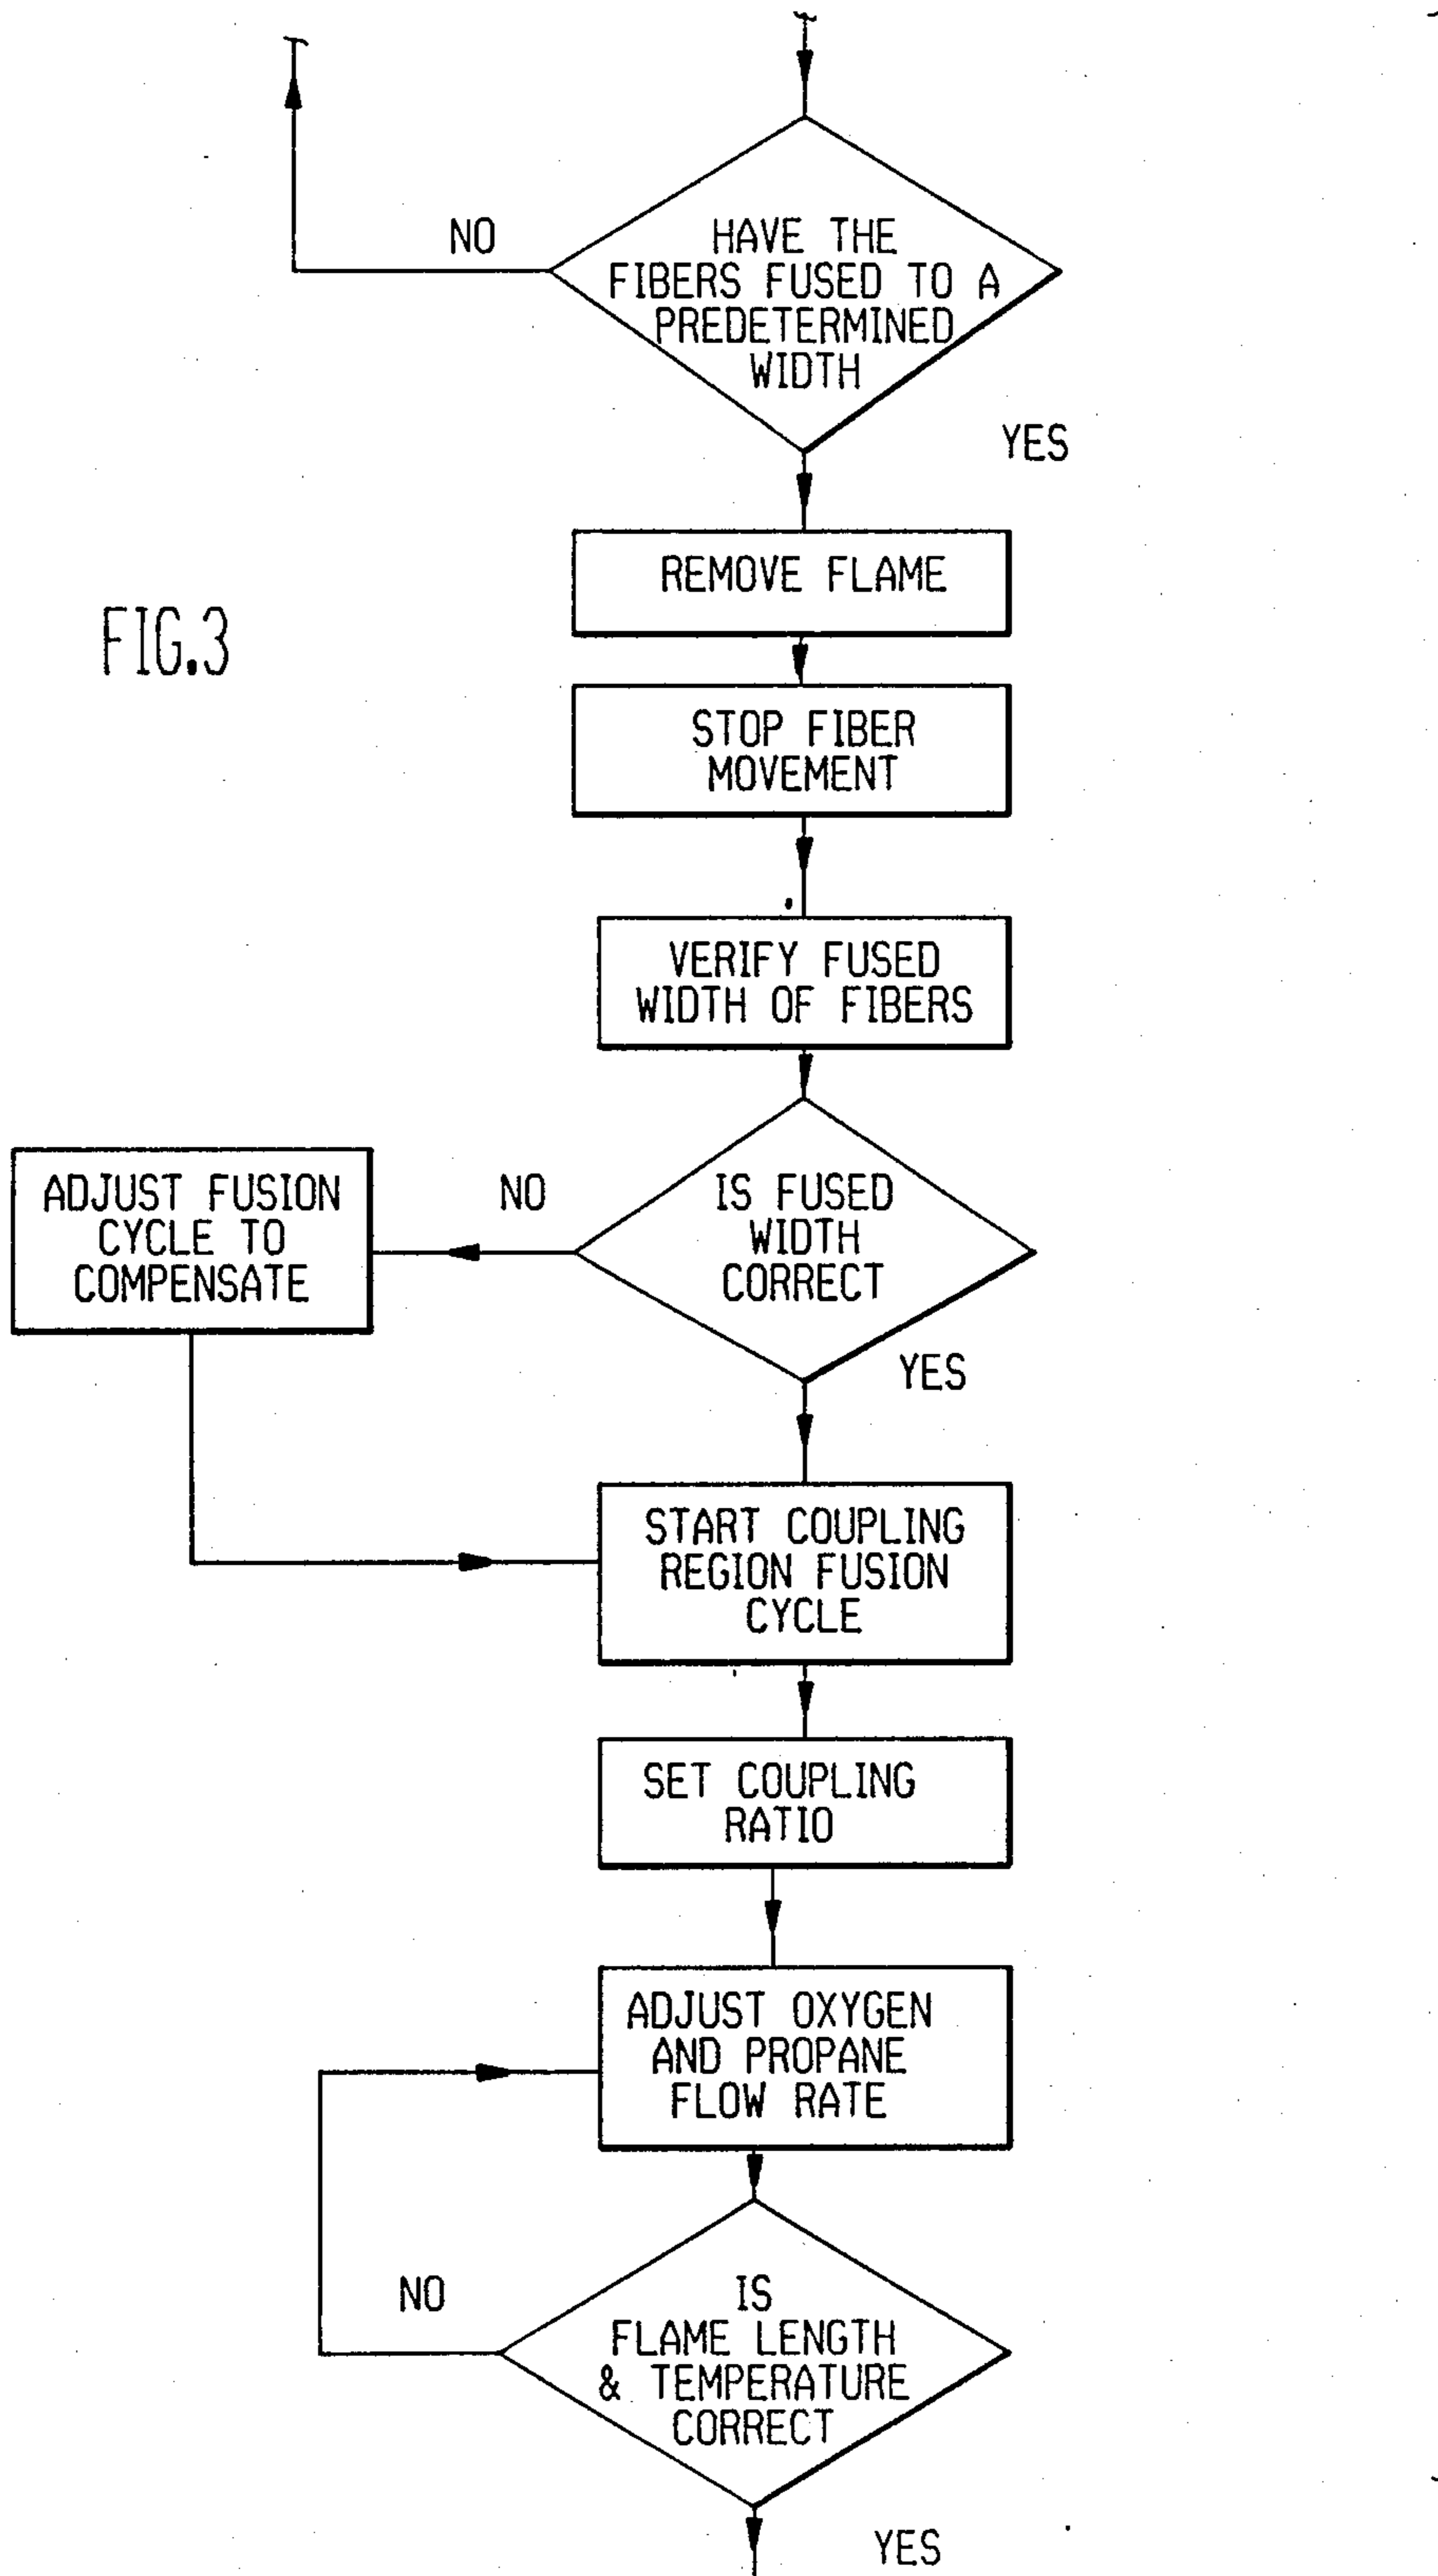 NO
HAVE THE
FIBERS FUSED TO A
PREDETERMINED
WIDTH
YES
REMOVE FLAME
FIG.3
STOP FIBER
MOVEMENT
VERIFY FUSED
WIDTH OF FIBERS
ADJUST FUSION
CYCLE TO
COMPENSATE
NO
IS FUSED
WIDTH
CORRECT
YES
START COUPLING
REGION FUSION
CYCLE
SET COUPLING
RATIO
ADJUST OXYGEN
AND PROPANE
FLOW RATE
NO
IS
FLAME LENGTH
& TEMPERATURE
CORRECT
YES